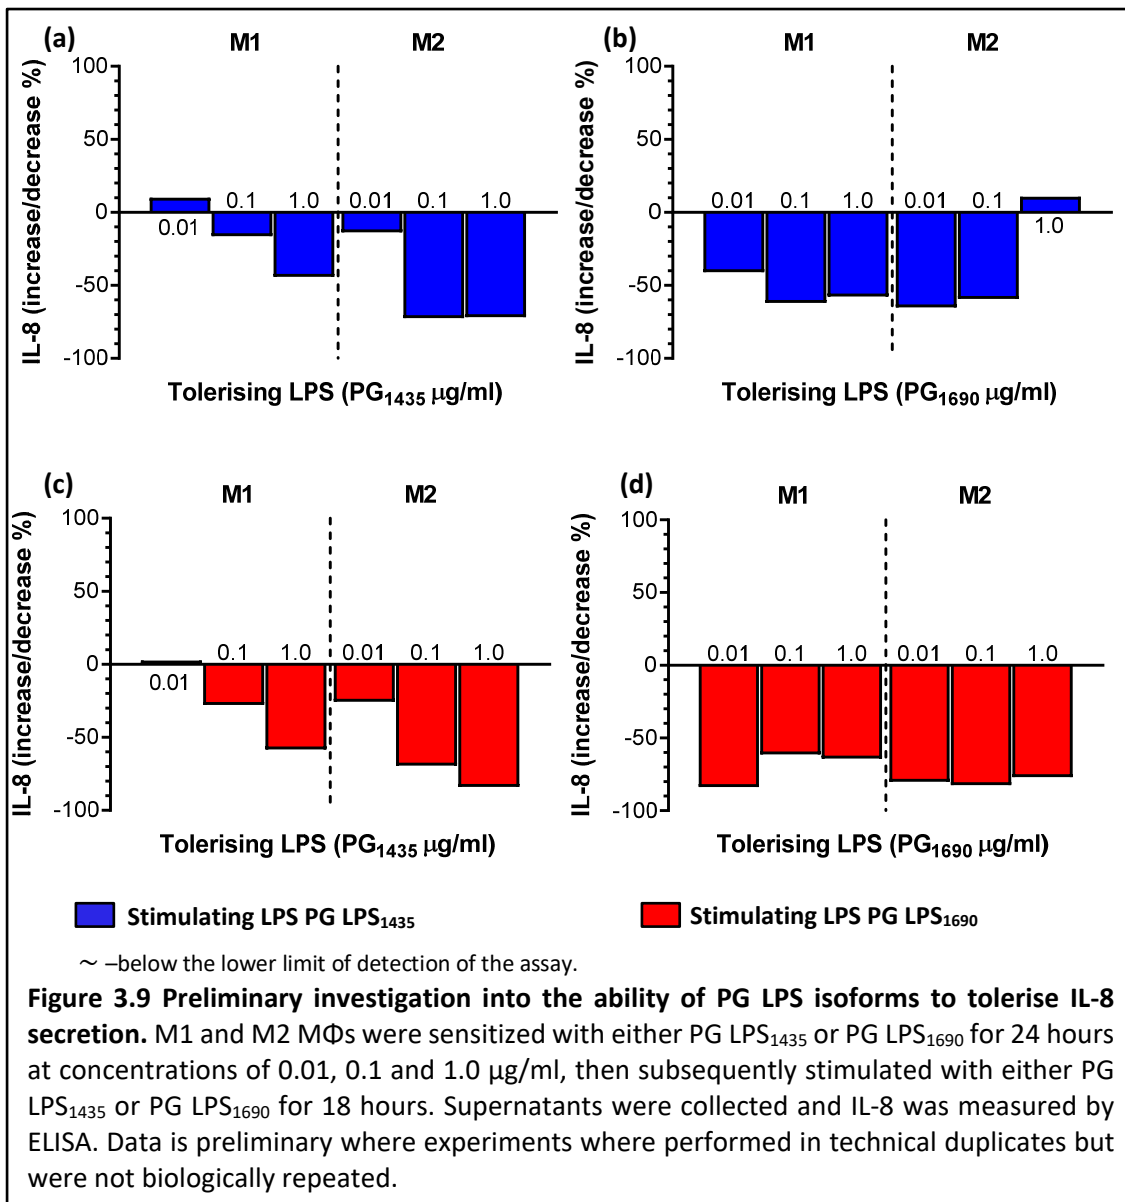 (a)
M1 M2
IL-8 (increase/decrease %)
100
50
0
-50
-100
0.01 0.1 1.0 0.01 0.1 1.0
Tolerising LPS (PG1435 μg/ml)
(b)
M1 M2
IL-8 (increase/decrease %)
100
50
0
-50
-100
0.01 0.1 1.0 0.01 0.1 1.0
Tolerising LPS (PG1690 μg/ml)
(c)
M1 M2
IL-8 (increase/decrease %)
100
50
0
-50
-100
0.01 0.1 1.0 0.01 0.1 1.0
Tolerising LPS (PG1435 μg/ml)
(d)
M1 M2
IL-8 (increase/decrease %)
100
50
0
-50
-100
0.01 0.1 1.0 0.01 0.1 1.0
Tolerising LPS (PG1690 μg/ml)
Stimulating LPS PG LPS1435
Stimulating LPS PG LPS1690
~ –below the lower limit of detection of the assay.
Figure 3.9 Preliminary investigation into the ability of PG LPS isoforms to tolerise IL-8
secretion. M1 and M2 MΦs were sensitized with either PG LPS1435 or PG LPS1690 for 24 hours
at concentrations of 0.01, 0.1 and 1.0 μg/ml, then subsequently stimulated with either PG
LPS1435 or PG LPS1690 for 18 hours. Supernatants were collected and IL-8 was measured by
ELISA. Data is preliminary where experiments where performed in technical duplicates but
were not biologically repeated.